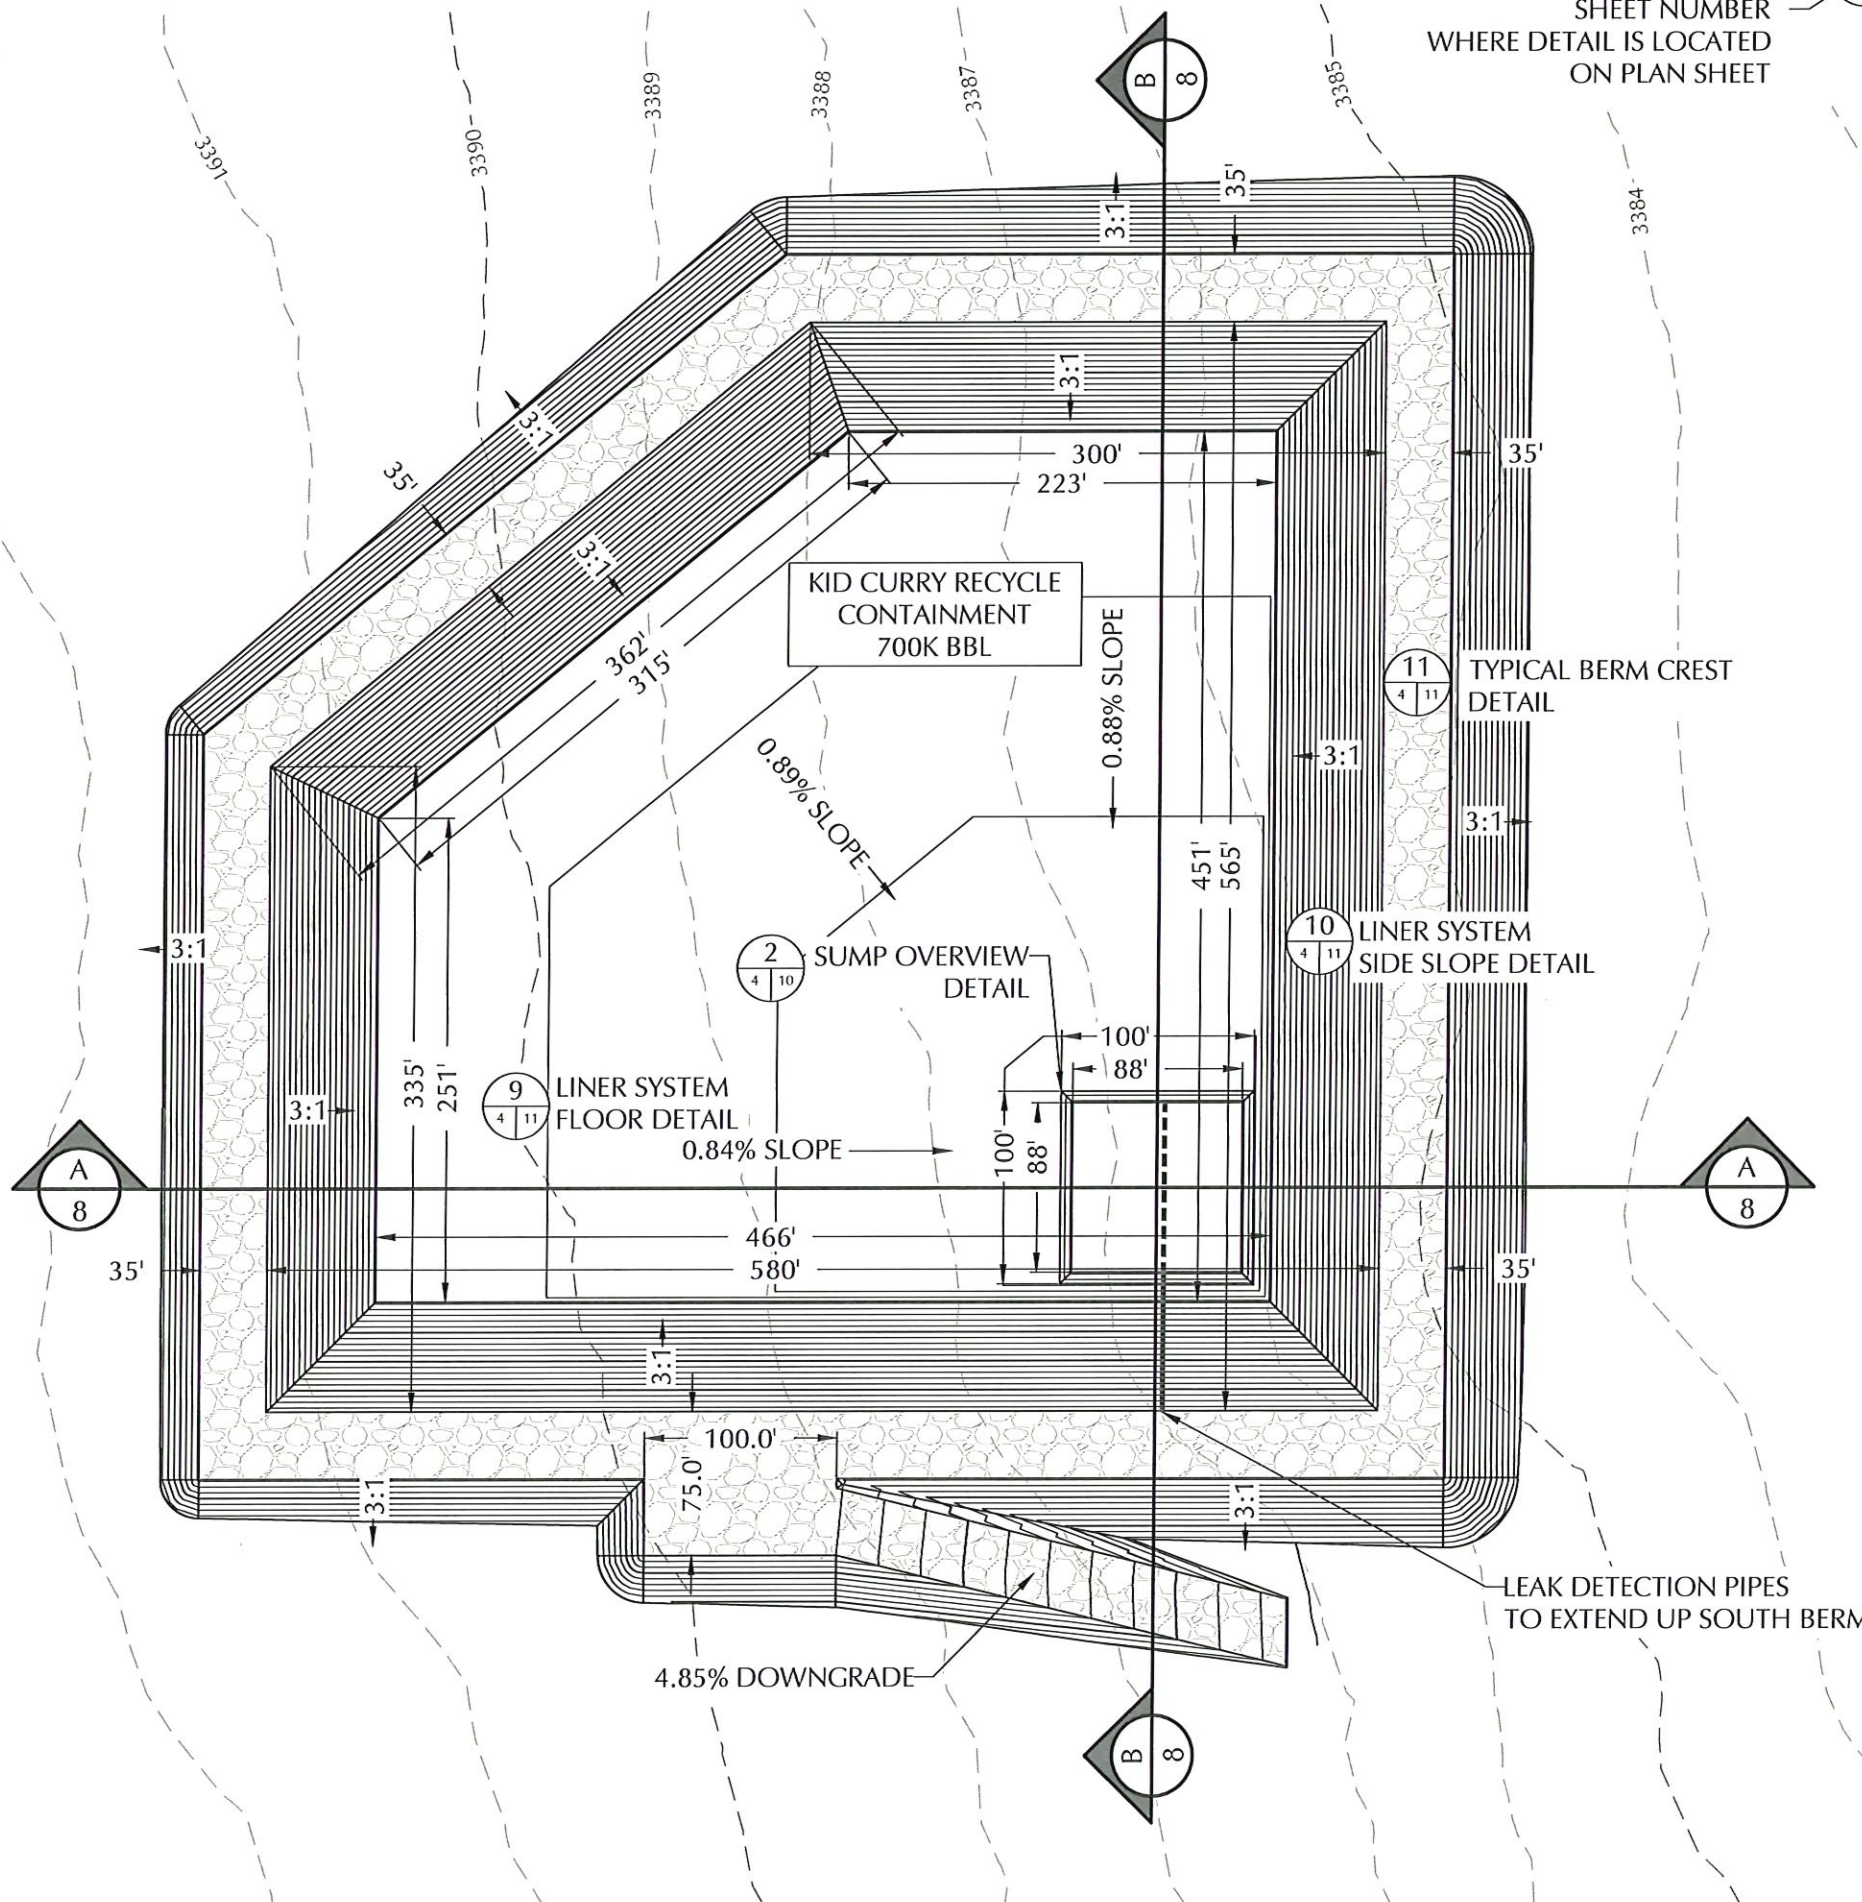 SHEET NUMBER
WHERE DETAIL IS LOCATED
ON PLAN SHEET
B
8
3391
3390
3389
3388
3387
3385
3384
3:1
35'
3:1
35'
3:1
3:1
300'
223'
35'
362'
315'
KID CURRY RECYCLE
CONTAINMENT
700K BBL
0.88% SLOPE
0.89% SLOPE
11
4 11
TYPICAL BERM CREST
DETAIL
3:1
3:1
451'
565'
3:1
2
4 10
SUMP OVERVIEW
DETAIL
10
4 11
LINER SYSTEM
SIDE SLOPE DETAIL
100'
88'
335'
251'
9
4 11
LINER SYSTEM
FLOOR DETAIL
3:1
0.84% SLOPE
100'
88'
A
8
A
8
466'
580'
35'
35'
3:1
100.0'
75.0'
3:1
3:1
LEAK DETECTION PIPES
TO EXTEND UP SOUTH BERM
4.85% DOWNGRADE
B
8